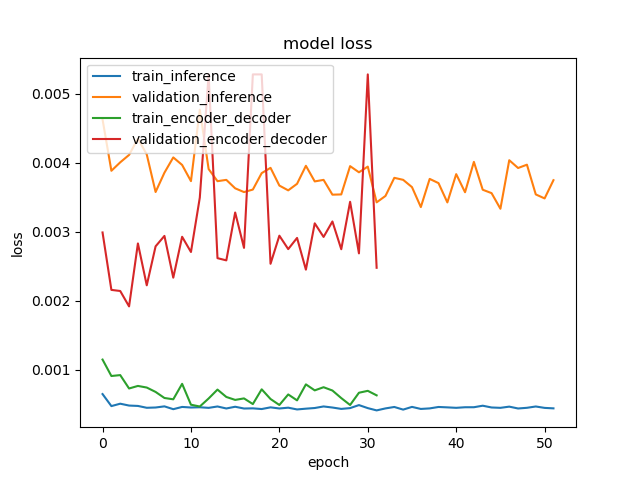 model loss
train_inference
validation_inference
train_encoder_decoder
validation_encoder_decoder
0.005
0.004
0.003
0.002
0.001
loss
0 10 20 30 40 50
epoch